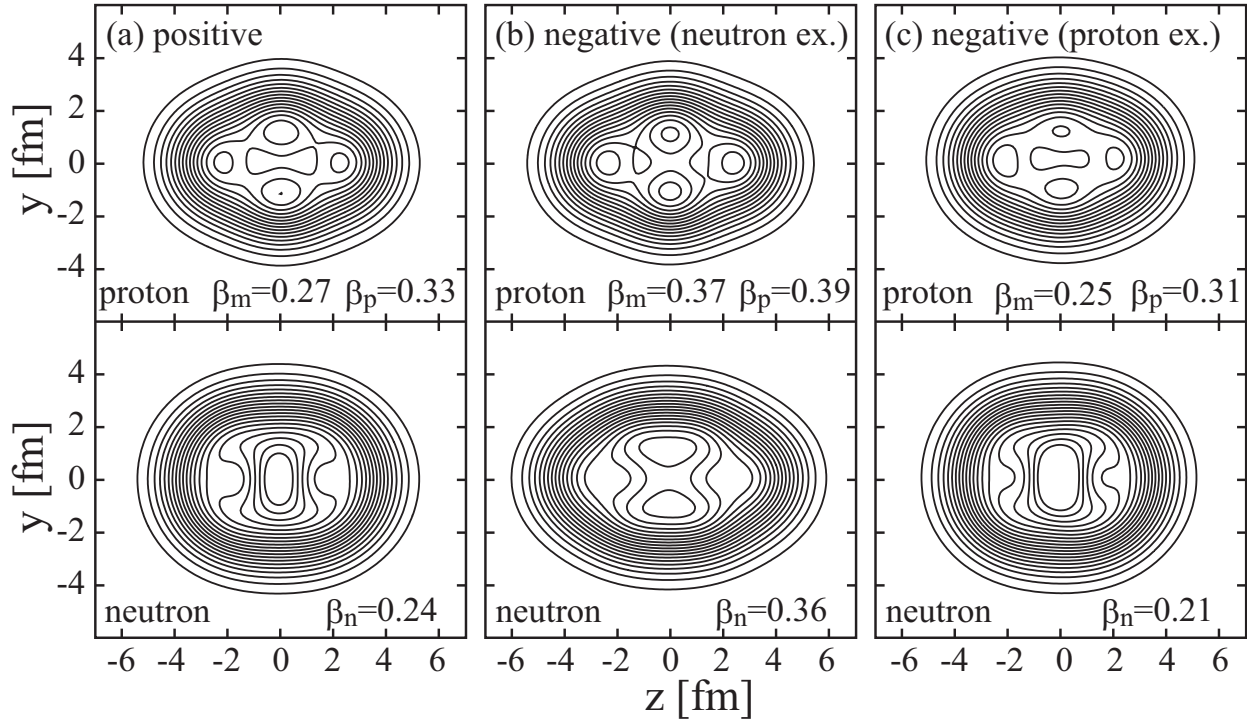 (a) positive
(b) negative (neutron ex.)
(c) negative (proton ex.)
y [fm]
4
2
0
-2
-4
proton βm=0.27 βp=0.33
proton βm=0.37 βp=0.39
proton βm=0.25 βp=0.31
y [fm]
4
2
0
-2
-4
neutron βn=0.24
neutron βn=0.36
neutron βn=0.21
-6 -4 -2 0 2 4 6
-6 -4 -2 0 2 4 6
-6 -4 -2 0 2 4 6
z [fm]